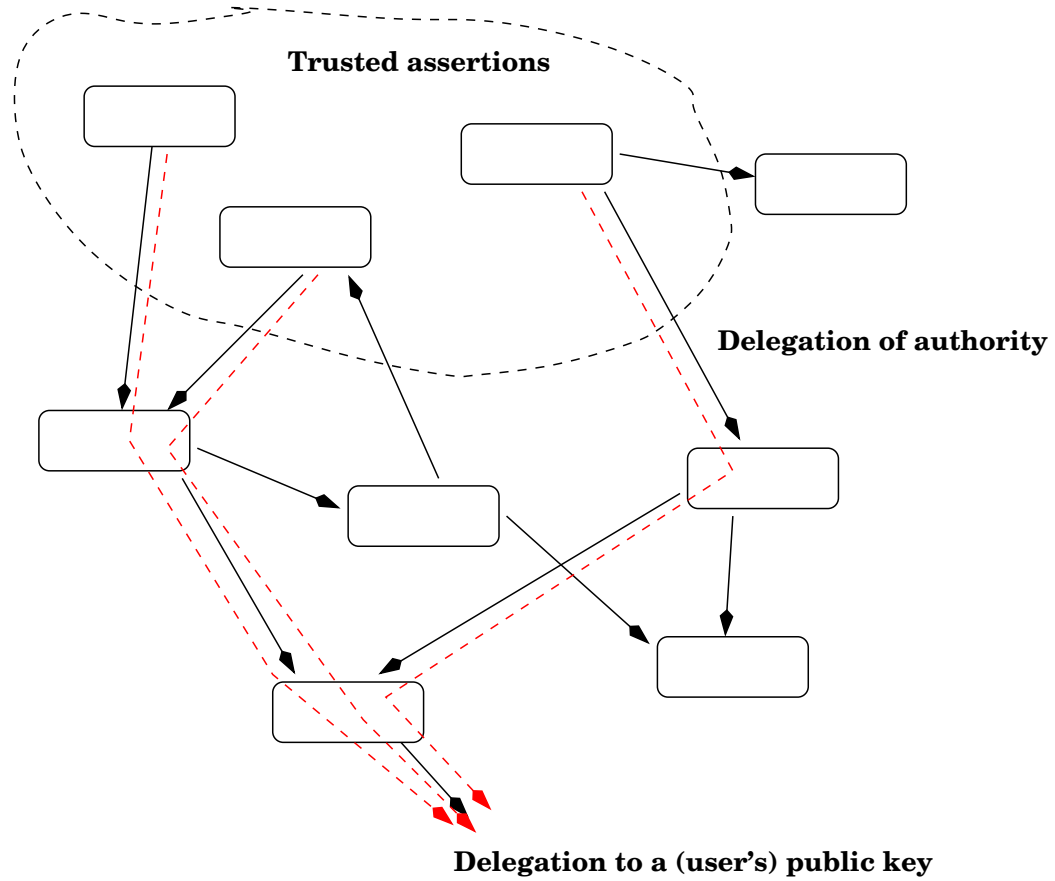 Trusted assertions
Delegation of authority
Delegation to a (user's) public key